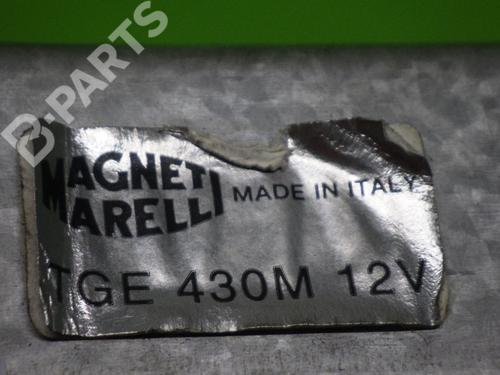 B-PARTS
MAGNETI
MARELLI
MADE IN ITALY
TGE 430M 12V